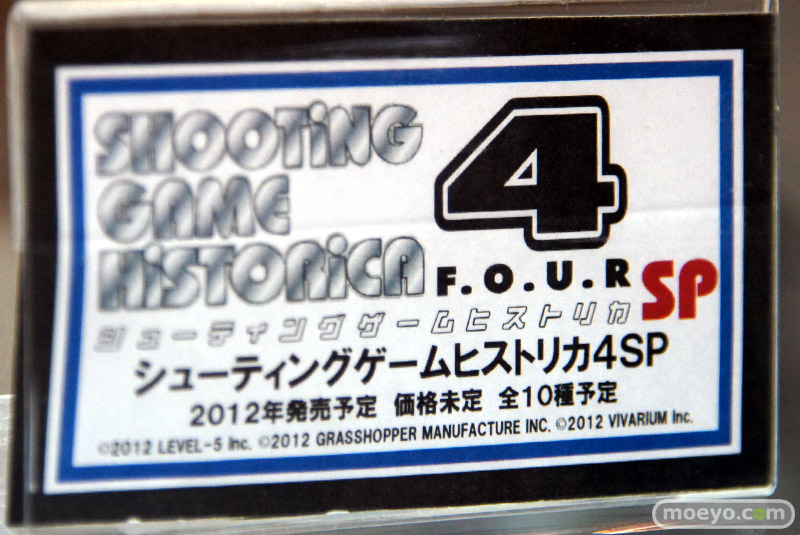 SHOOTiNG
GAME
HiSTORiCA
4
F.O.U.R
SP
シューティングゲームヒストリカ
シューティングゲームヒストリカ4SP
2012年発売予定 価格未定 全10種予定
©2012 LEVEL-5 Inc. ©2012 GRASSHOPPER MANUFACTURE INC. ©2012 VIVARIUM Inc.
moeyo.com